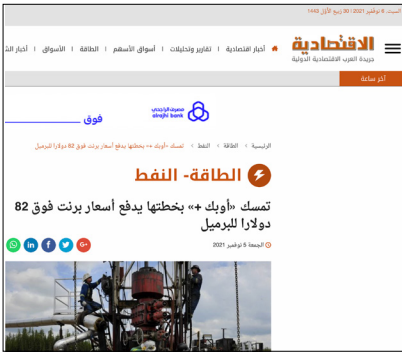 السبت, 6 نوفمبر 2021 | 30 ربيع الأول 1443
الاقتصادية
جريدة العرب الاقتصادية الدولية
أخبار اقتصادية | تقارير وتحليلات | أسواق الأسهم | الطاقة | الأسواق | أخبار الش
آخر ساعة
مصرف الراجحي
alrajhi bank
فوق
الرئيسية > الطاقة > النفط > تمسك «أوبك +» بخطتها يدفع أسعار برنت فوق 82 دولارا للبرميل
الطاقة- النفط
تمسك «أوبك +» بخطتها يدفع أسعار برنت فوق 82
دولارا للبرميل
الجمعة 5 نوفمبر 2021